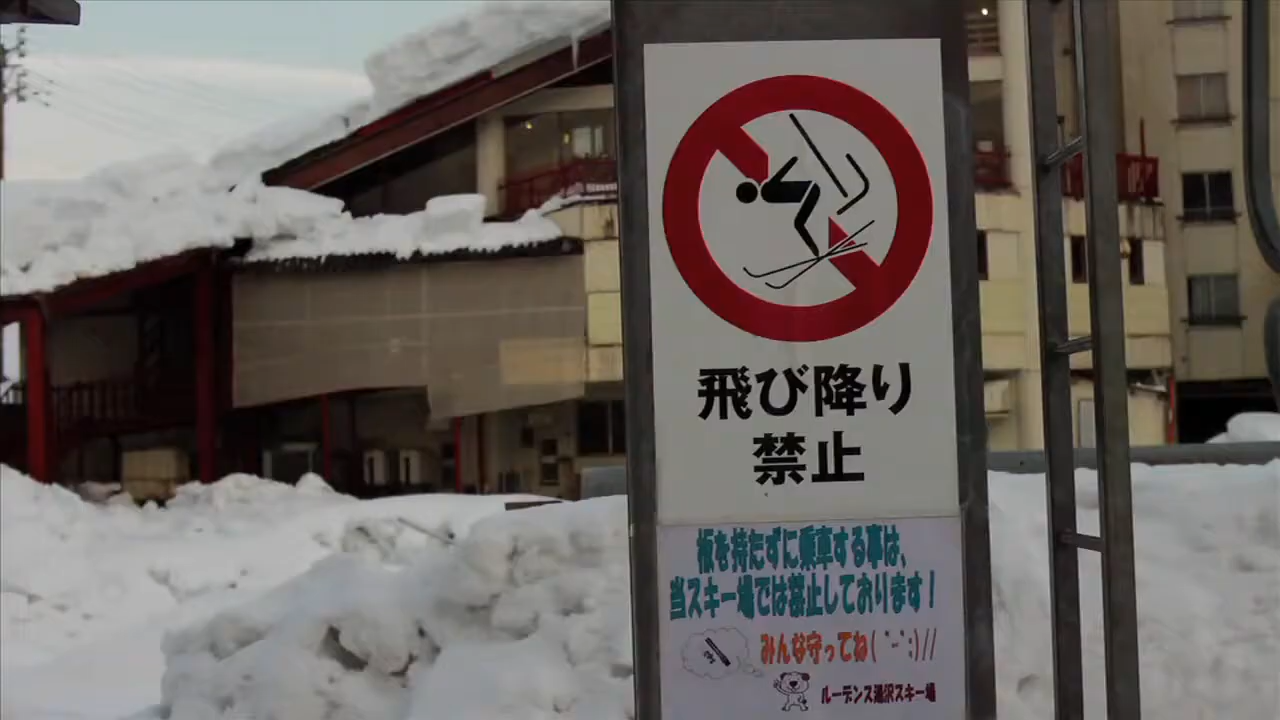 飛び降り
禁止
板を持たずに乗車する事は、
当スキー場では禁止しております!
みんな守ってね(｀ｰ´;)//
ルーデンス湯沢スキー場